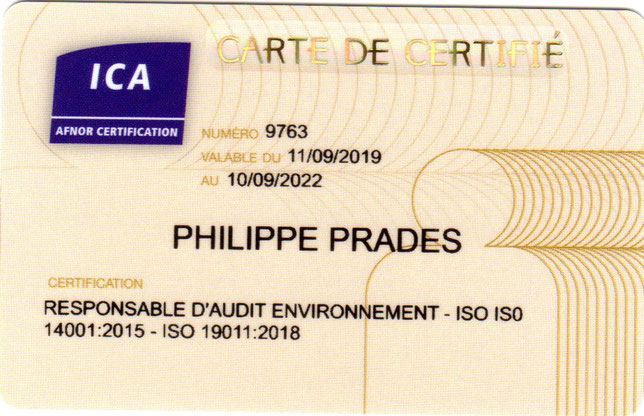 CARTE DE CERTIFIÉ
ICA
AFNOR CERTIFICATION
NUMÉRO 9763
VALABLE DU 11/09/2019
AU 10/09/2022
PHILIPPE PRADES
CERTIFICATION
RESPONSABLE D'AUDIT ENVIRONNEMENT - ISO IS0
14001:2015 - ISO 19011:2018